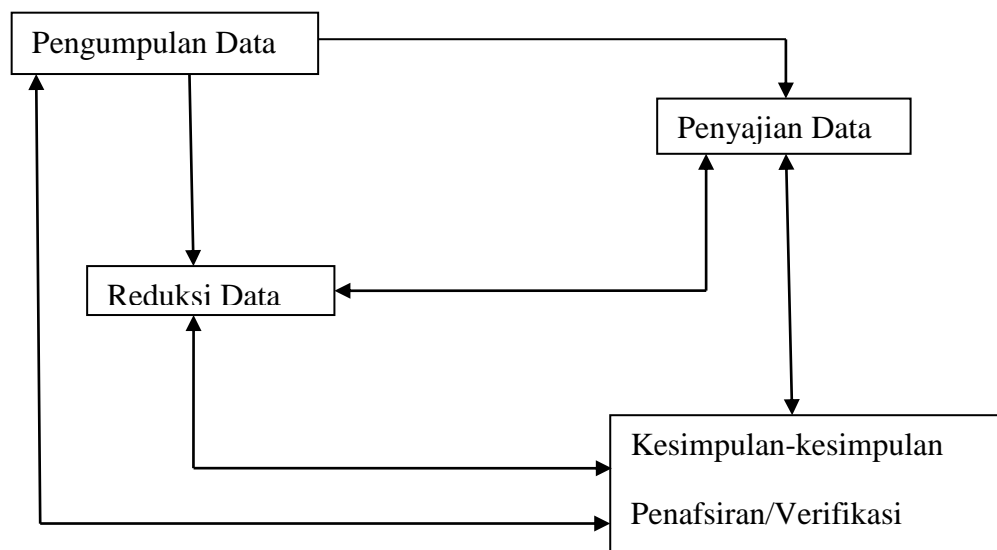 Pengumpulan Data
Penyajian Data
Reduksi Data
Kesimpulan-kesimpulan
Penafsiran/Verifikasi